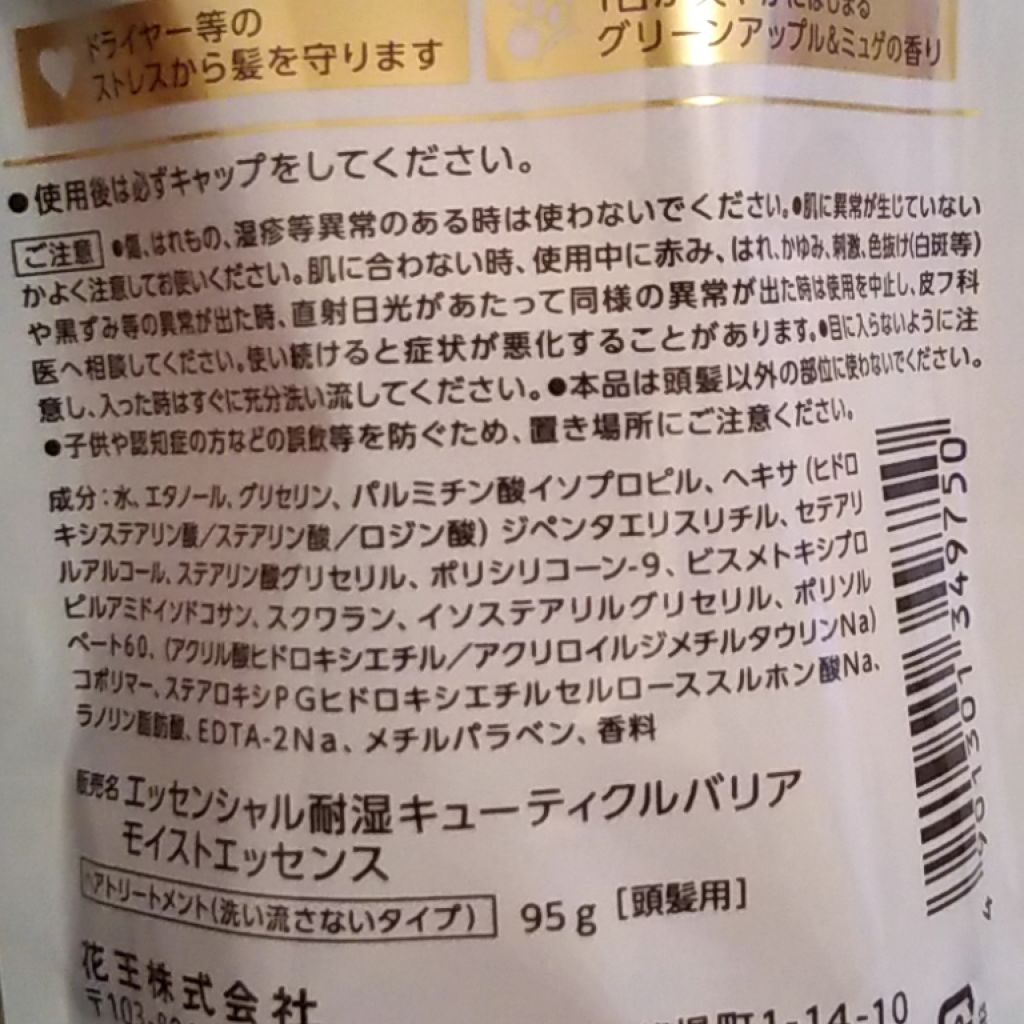 ドライヤー等の
ストレスから髪を守ります
グリーンアップル&ミュゲの香り
●使用後は必ずキャップをしてください。
ご注意 ●傷、はれもの、湿疹等異常のある時は使わないでください。●肌に異常が生じていない
かよく注意してお使いください。肌に合わない時、使用中に赤み、はれ、かゆみ、刺激、色抜け(白斑等)
や黒ずみ等の異常が出た時、直射日光があたって同様の異常が出た時は使用を中止し、皮フ科
医へ相談してください。使い続けると症状が悪化することがあります。●目に入らないように注
意し、入った時はすぐに充分洗い流してください。●本品は頭髪以外の部位に使わないでください。
●子供や認知症の方などの誤飲等を防ぐため、置き場所にご注意ください。
成分:水、エタノール、グリセリン、パルミチン酸イソプロピル、ヘキサ(ヒドロ
キシステアリン酸/ステアリン酸/ロジン酸)ジペンタエリスリチル、セテアリ
ルアルコール、ステアリン酸グリセリル、ポリシリコーン-9、ビスメトキシプロ
ピルアミドイソドコサン、スクワラン、イソステアリルグリセリル、ポリソル
ベート60、(アクリル酸ヒドロキシエチル/アクリロイルジメチルタウリンNa)
コポリマー、ステアロキシPGヒドロキシエチルセルローススルホン酸Na、
ラノリン脂肪酸、EDTA-2Na、メチルパラベン、香料
販売名 エッセンシャル耐湿キューティクルバリア
モイストエッセンス
ヘアトリートメント(洗い流さないタイプ) 95g [頭髪用]
花王株式会社
〒103-
町1-14-10
4 901301 349750